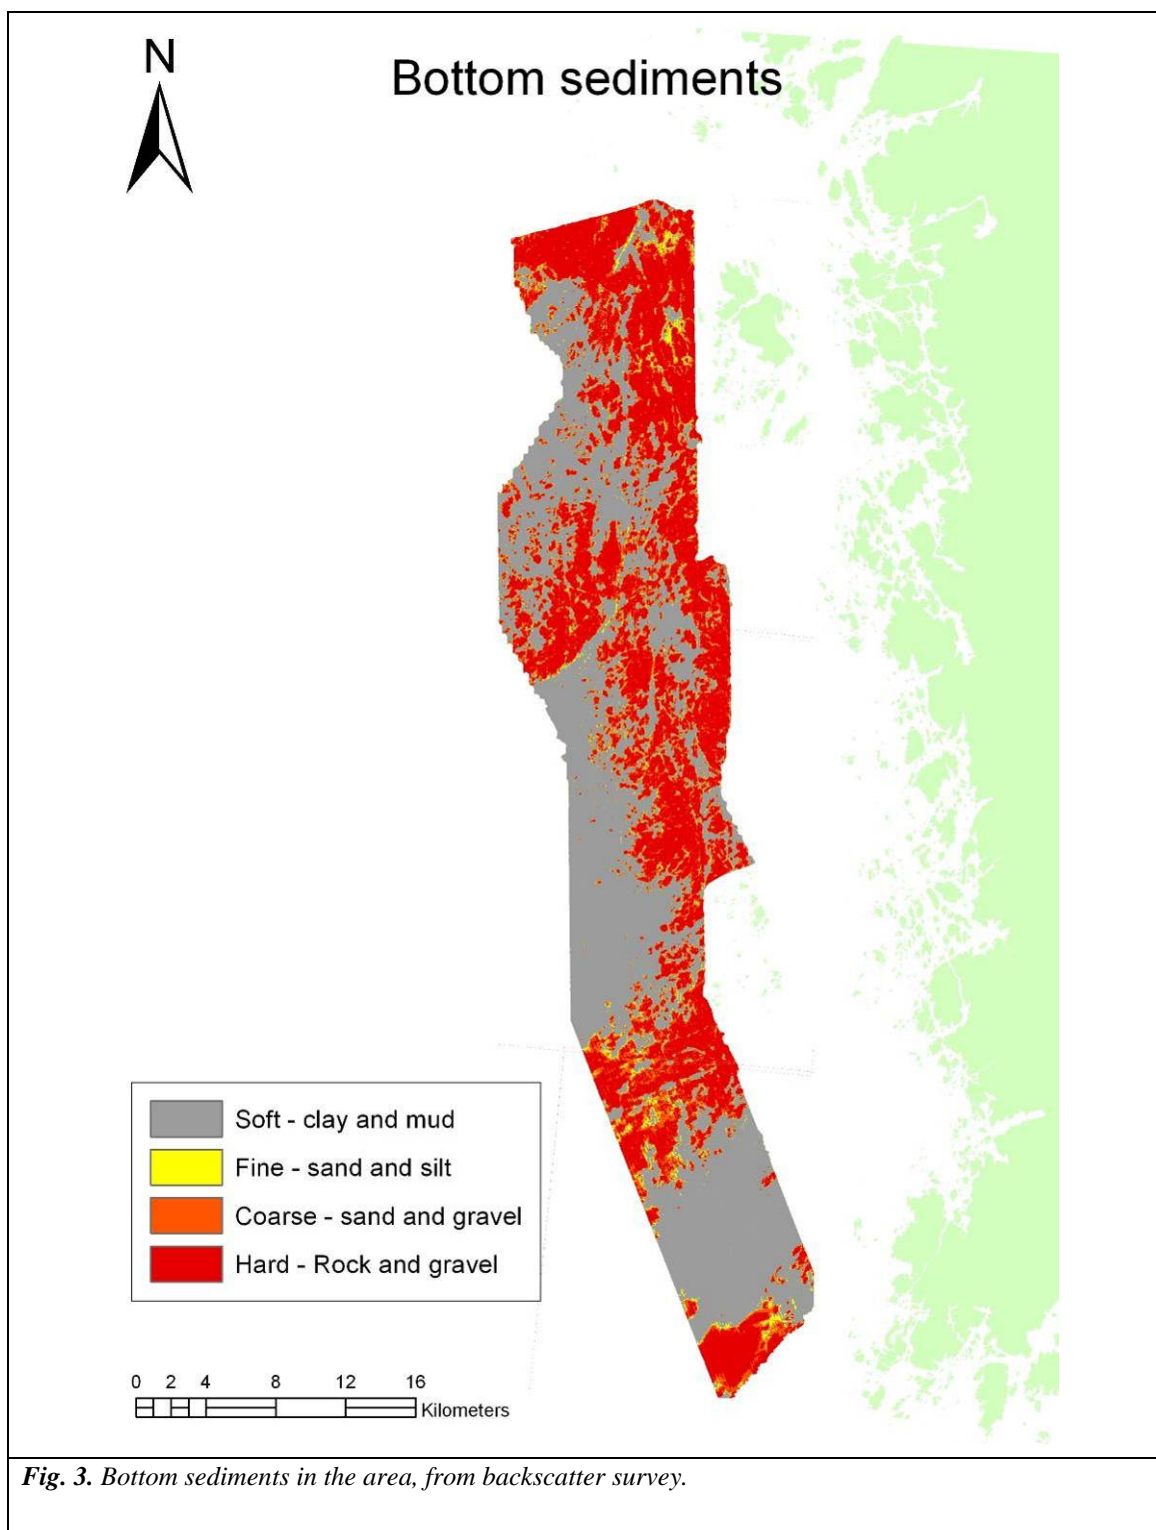 N
Bottom sediments
Soft - clay and mud
Fine - sand and silt
Coarse - sand and gravel
Hard - Rock and gravel
0 2 4 8 12 16
Kilometers
Fig. 3. Bottom sediments in the area, from backscatter survey.